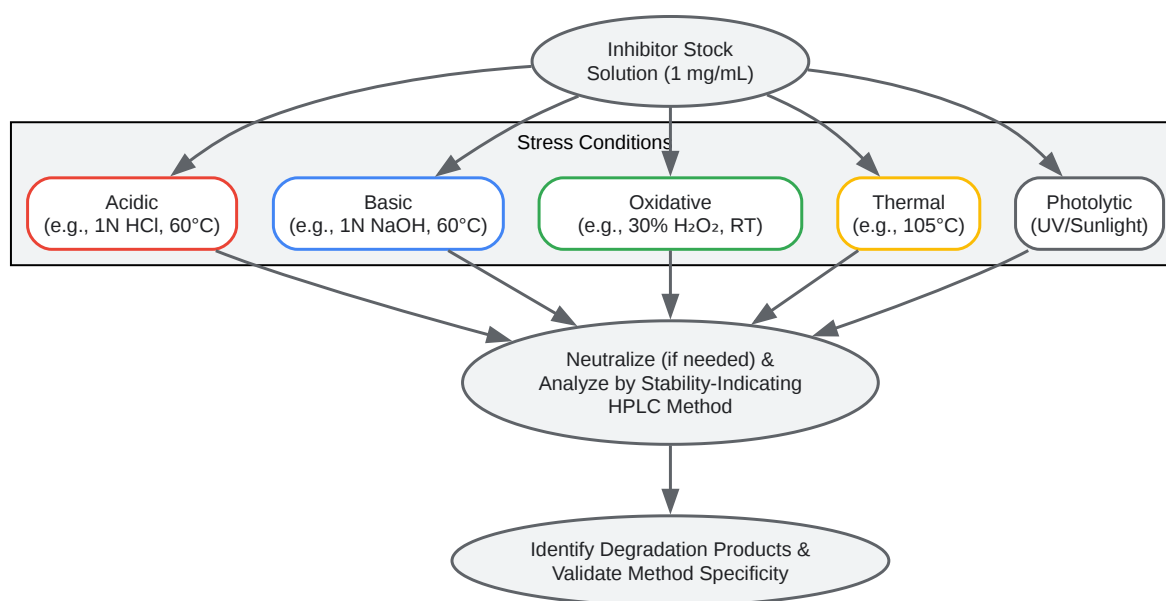 Inhibitor Stock
Solution (1 mg/mL)
Stress Conditions
Acidic
(e.g., 1N HCl, 60°C)
Basic
(e.g., 1N NaOH, 60°C)
Oxidative
(e.g., 30% H₂O₂, RT)
Thermal
(e.g., 105°C)
Photolytic
(UV/Sunlight)
Neutralize (if needed) &
Analyze by Stability-Indicating
HPLC Method
Identify Degradation Products &
Validate Method Specificity